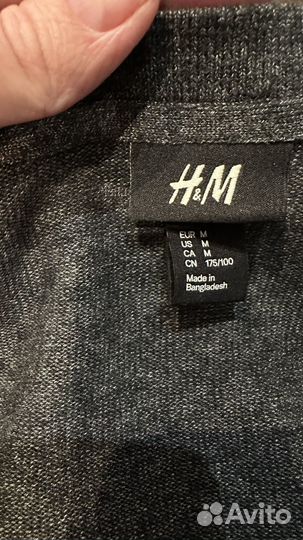 H&M
EUR M
US M
CA M
CN 175/100
Made in
Bangladesh
Avito